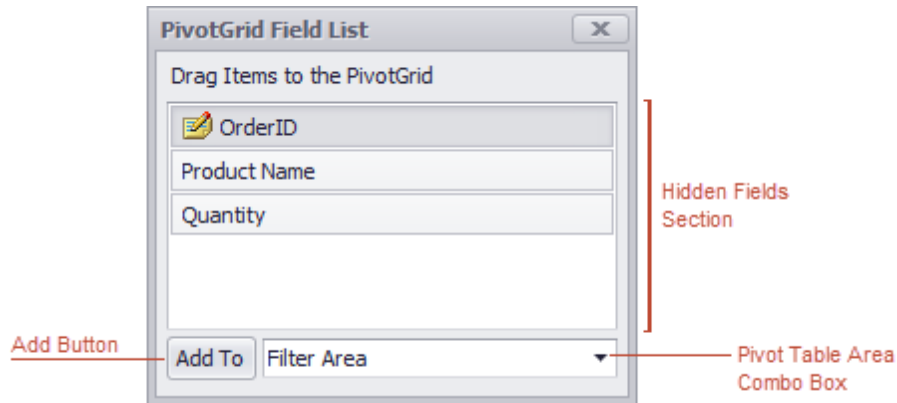 PivotGrid Field List
Drag Items to the PivotGrid
OrderID
Product Name
Quantity
Hidden Fields
Section
Add Button
Add To
Filter Area
Pivot Table Area
Combo Box